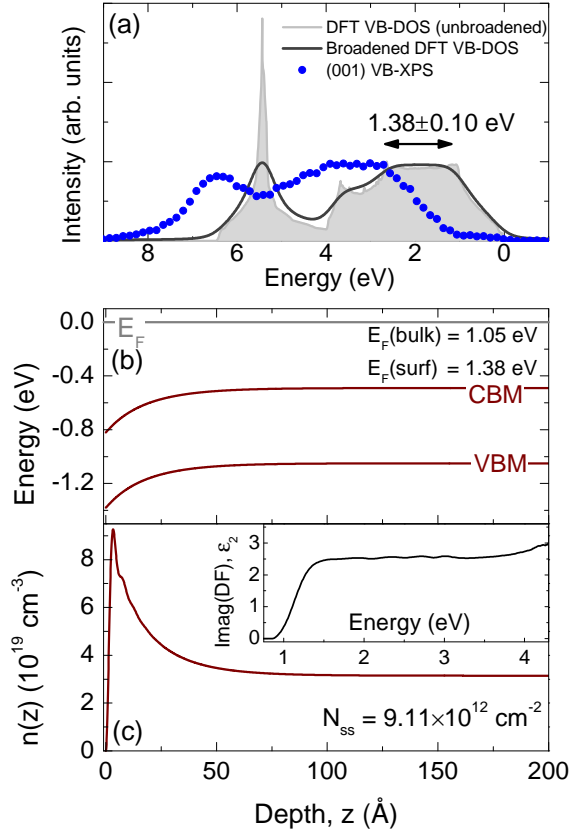 (a)
DFT VB-DOS (unbroadened)
Broadened DFT VB-DOS
(001) VB-XPS
1.38±0.10 eV
Intensity (arb. units)
8 6 4 2 0
Energy (eV)
0.0
-0.4
-0.8
-1.2
Energy (eV)
E_F
(b)
E_F(bulk) = 1.05 eV
E_F(surf) = 1.38 eV
CBM
VBM
8
6
4
2
0
n(z) (10^19 cm^-3)
3
2
1
0
Imag(DF), ε_2
Energy (eV)
1 2 3 4
(c)
N_ss = 9.11×10^12 cm^-2
0 50 100 150 200
Depth, z (Å)